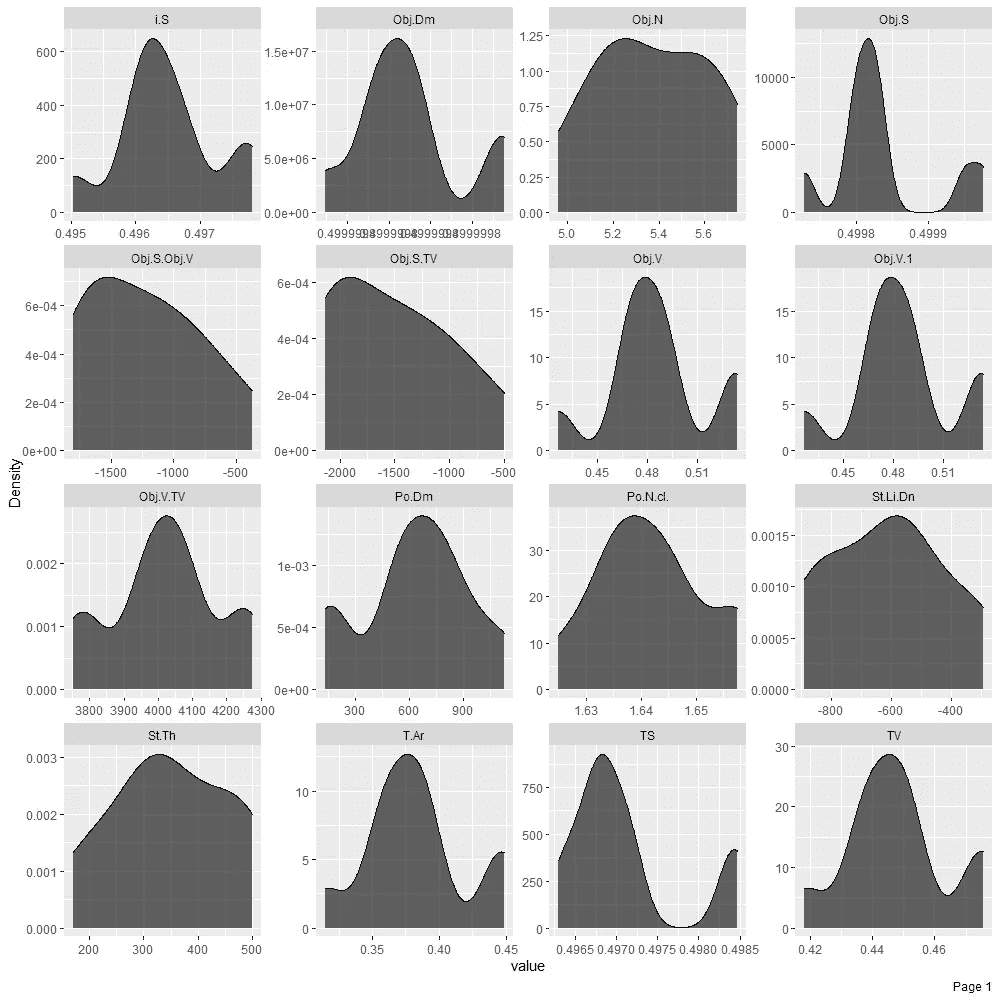 i.S Obj.Dm Obj.N Obj.S
600 400 200 0
1.5e+07 1.0e+07 5.0e+06 0.0e+00
1.25 1.00 0.75 0.50 0.25 0.00
10000 5000 0
0.495 0.496 0.497
5.0 5.2 5.4 5.6
0.4998 0.4999
Obj.S.Obj.V Obj.S.TV Obj.V Obj.V.1
6e-04 4e-04 2e-04 0e+00
6e-04 4e-04 2e-04 0e+00
15 10 5 0
15 10 5 0
-1500 -1000 -500
-2000 -1500 -1000 -500
0.45 0.48 0.51
0.45 0.48 0.51
Density
Obj.V.TV Po.Dm Po.N.cl. St.Li.Dn
0.002 0.001 0.000
1e-03 5e-04 0e+00
30 20 10 0
0.0015 0.0010 0.0005 0.0000
3800 3900 4000 4100 4200 4300
300 600 900
1.63 1.64 1.65
-800 -600 -400
St.Th T.Ar TS TV
0.003 0.002 0.001 0.000
10 5 0
750 500 250 0
30 20 10 0
200 300 400 500
0.35 0.40 0.45
0.4965 0.4970 0.4975 0.4980 0.4985
0.42 0.44 0.46
value
Page 1